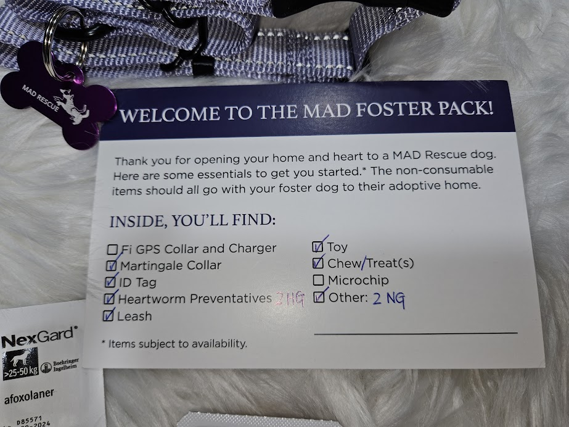 MAD RESCUE
WELCOME TO THE MAD FOSTER PACK!
Thank you for opening your home and heart to a MAD Rescue dog.
Here are some essentials to get you started.* The non-consumable
items should all go with your foster dog to their adoptive home.
INSIDE, YOU'LL FIND:
Fi GPS Collar and Charger
Martingale Collar
ID Tag
Heartworm Preventatives
Leash
Toy
Chew/Treat(s)
Microchip
Other: 2 NG
* Items subject to availability.
NexGard®
>25-50 kg
Boehringer
Ingelheim
afoxolaner